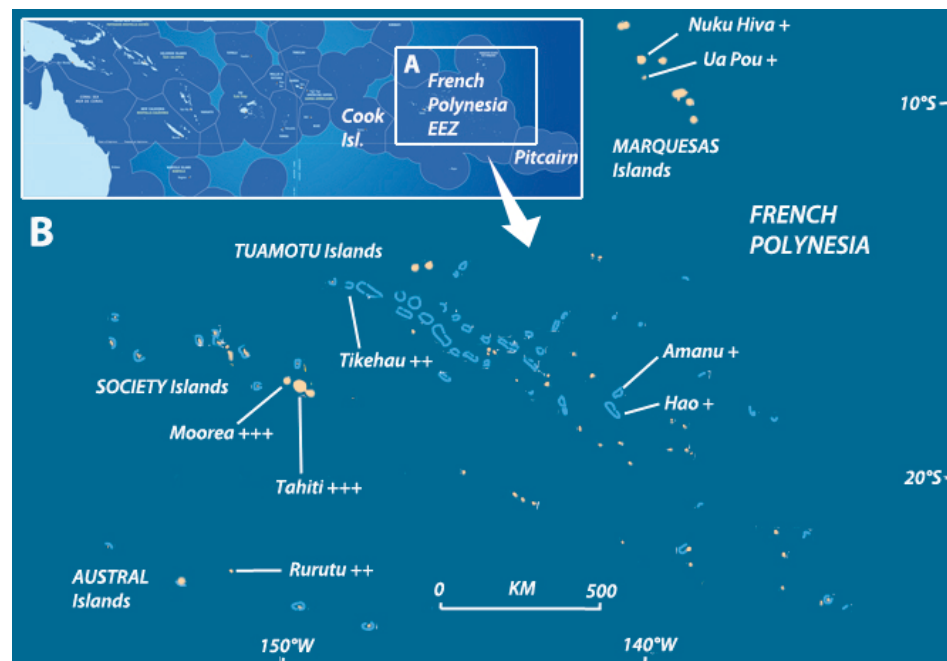 A
French
Polynesia
EEZ
Cook
Isl.
Pitcairn
Nuku Hiva +
Ua Pou +
10°S
MARQUESAS
Islands
B
FRENCH
POLYNESIA
TUAMOTU Islands
Tikehau ++
Amanu +
SOCIETY Islands
Hao +
Moorea +++
Tahiti +++
20°S
AUSTRAL
Islands
Rurutu ++
0 KM 500
150°W
140°W